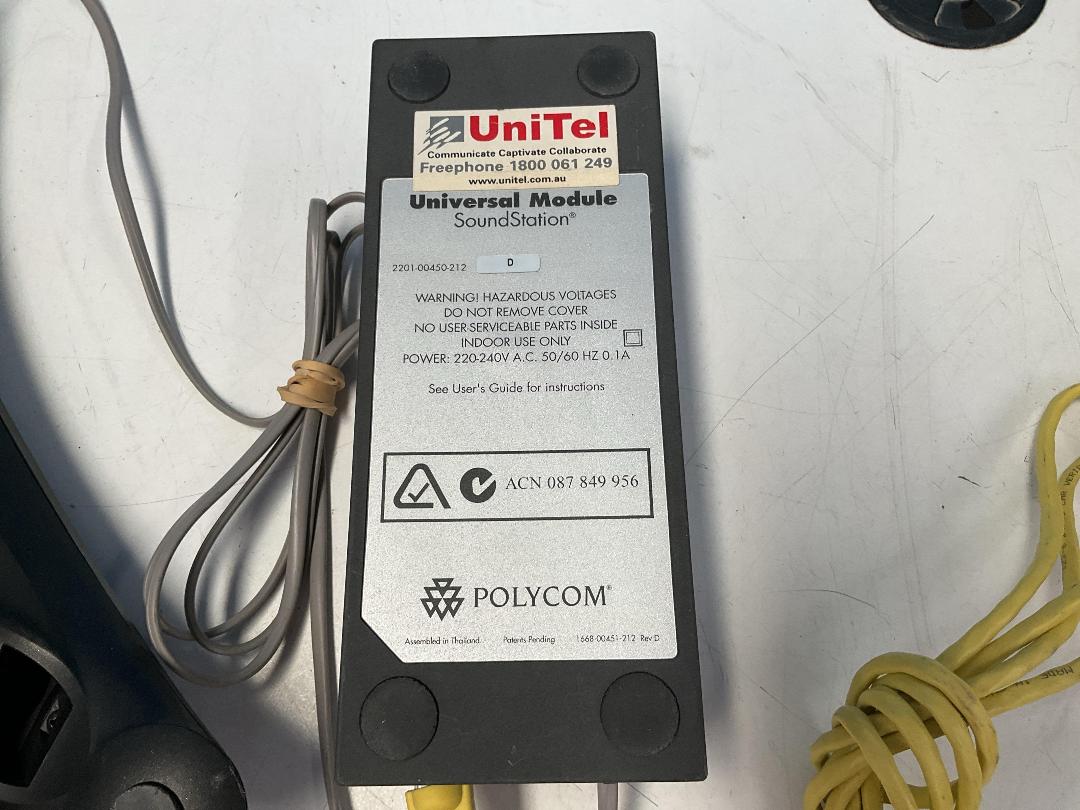 UniTel
Communicate Captivate Collaborate
Freephone 1800 061 249
www.unitel.com.au
Universal Module
SoundStation®
2201-00450-212 D
WARNING! HAZARDOUS VOLTAGES
DO NOT REMOVE COVER
NO USER SERVICEABLE PARTS INSIDE
INDOOR USE ONLY
POWER: 220-240V A.C. 50/60 HZ 0.1A
See User's Guide for instructions
ACN 087 849 956
POLYCOM®
Assembled in Thailand Patents Pending 1668-00451-212 Rev D